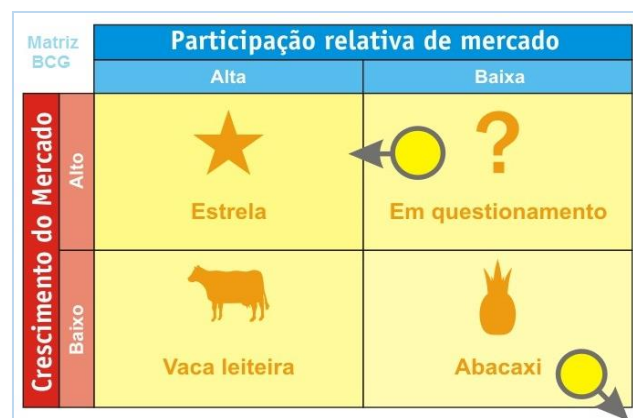 Matriz
BCG
Participação relativa de mercado
Alta
Baixa
Crescimento do Mercado
Alto
Baixo
?
Estrela
Em questionamento
Vaca leiteira
Abacaxi